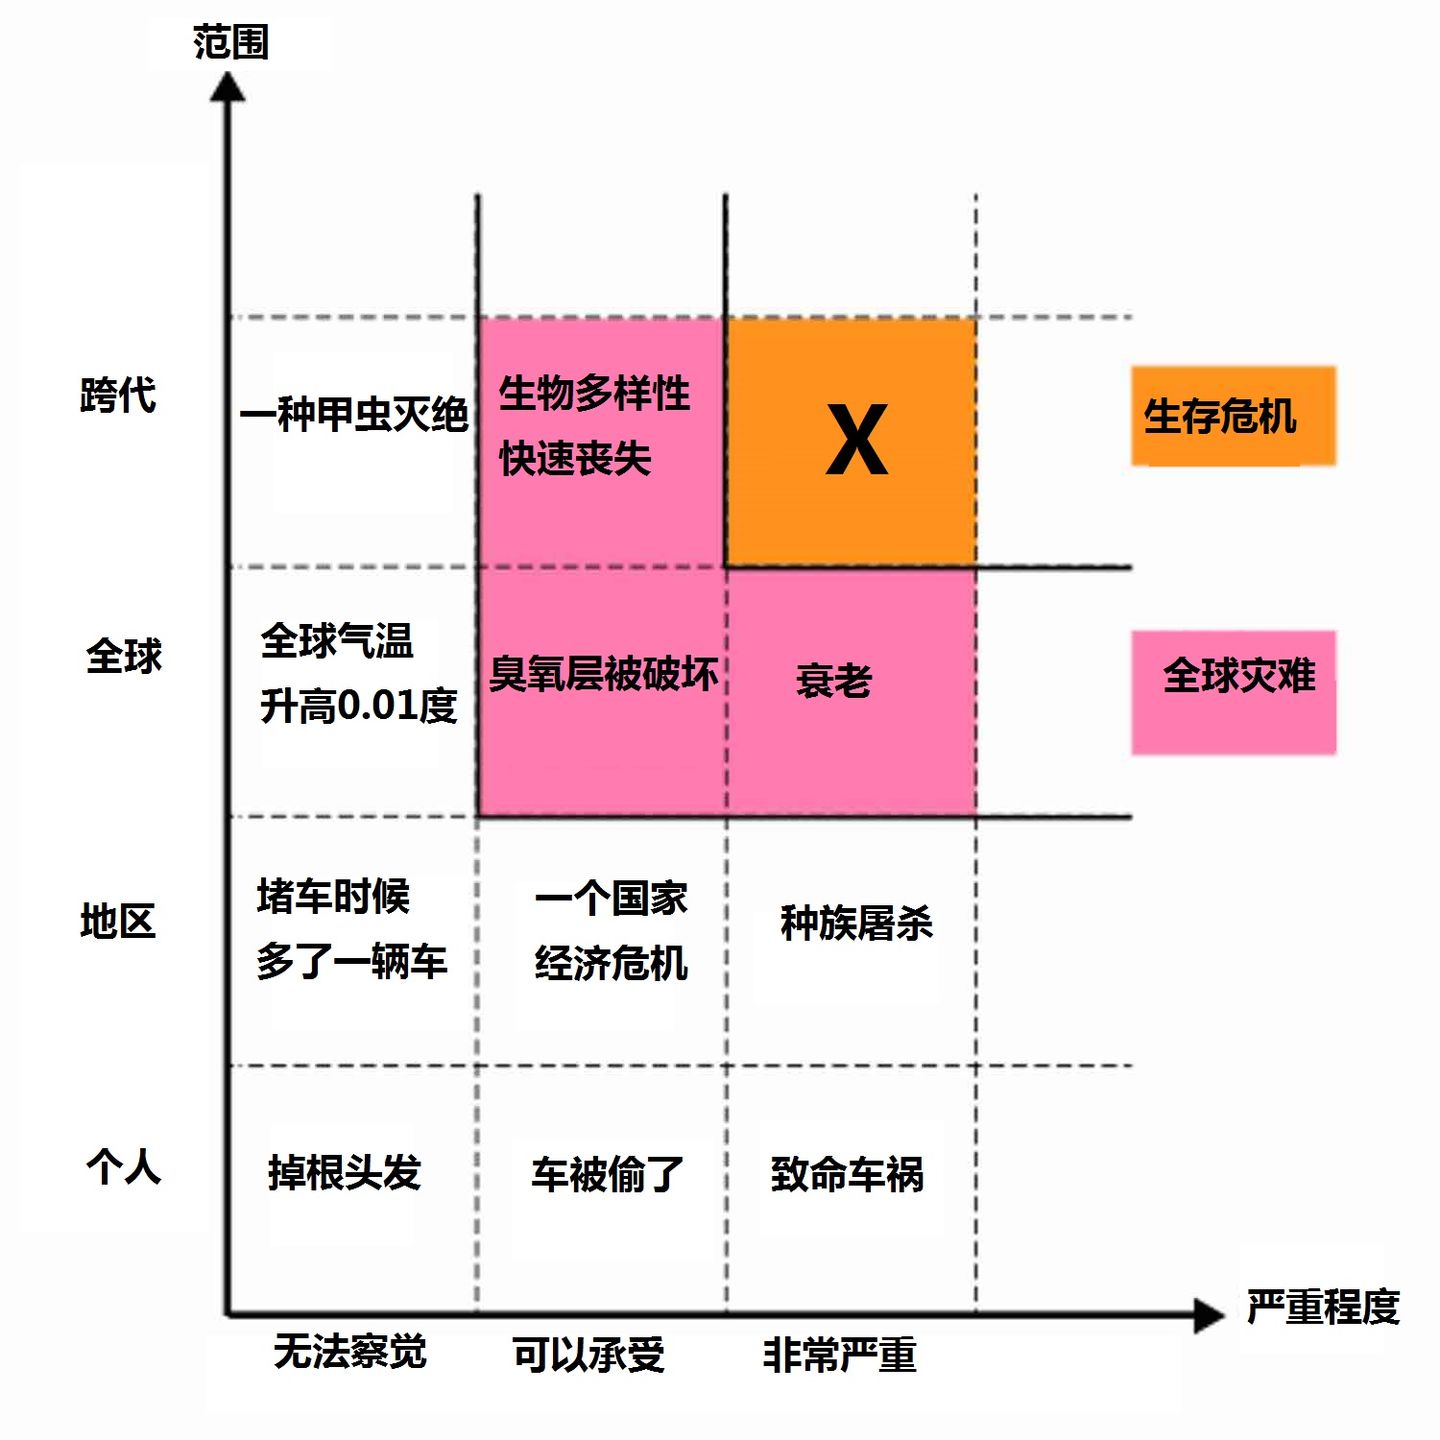 范围
跨代
一种甲虫灭绝
生物多样性
快速丧失
X
生存危机
全球
全球气温
升高0.01度
臭氧层被破坏
衰老
全球灾难
地区
堵车时候
多了一辆车
一个国家
经济危机
种族屠杀
个人
掉根头发
车被偷了
致命车祸
严重程度
无法察觉
可以承受
非常严重